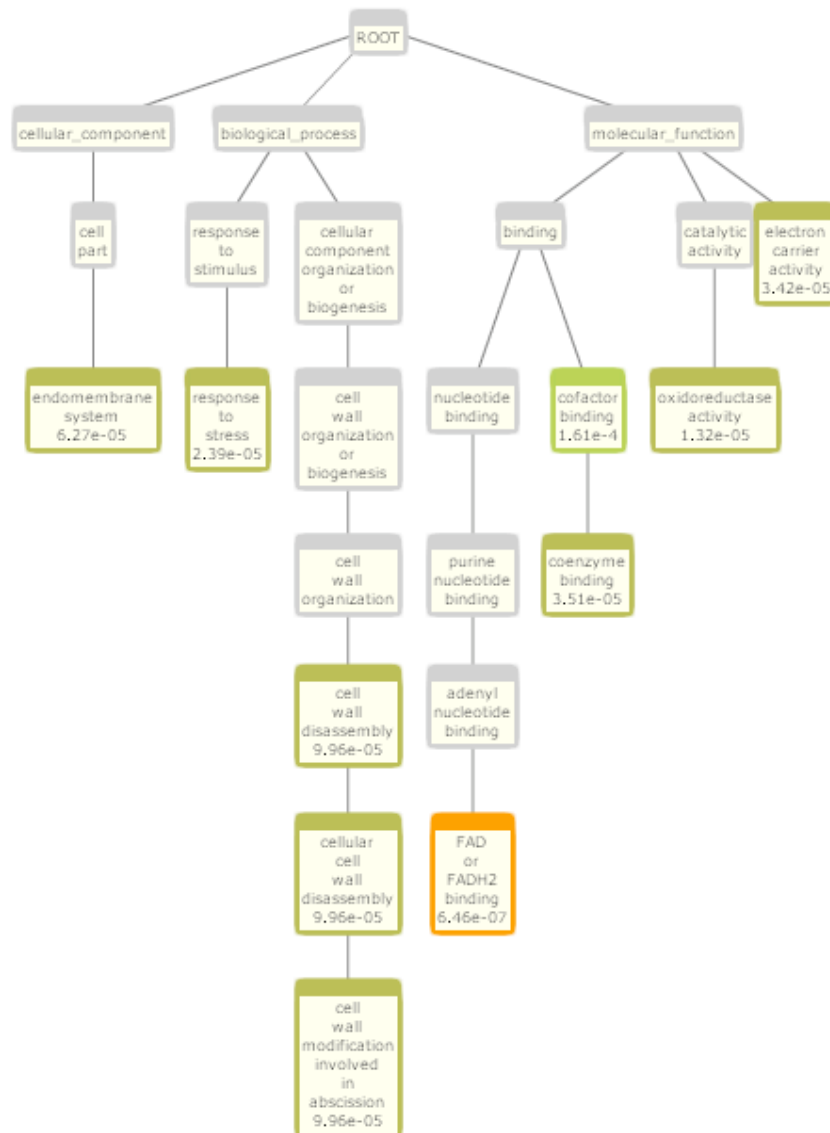 ROOT
cellular_component
biological_process
molecular_function
cell
part
response
to
stimulus
cellular
component
organization
or
biogenesis
binding
catalytic
activity
electron
carrier
activity
3.42e-05
endomembrane
system
6.27e-05
response
to
stress
2.39e-05
cell
wall
organization
or
biogenesis
nucleotide
binding
cofactor
binding
1.61e-4
oxidoreductase
activity
1.32e-05
cell
wall
organization
purine
nucleotide
binding
coenzyme
binding
3.51e-05
cell
wall
disassembly
9.96e-05
adenyl
nucleotide
binding
cellular
cell
wall
disassembly
9.96e-05
FAD
or
FADH2
binding
6.46e-07
cell
wall
modification
involved
in
abscission
9.96e-05